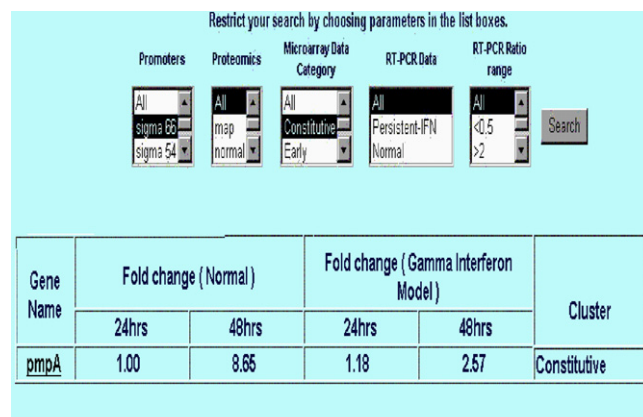 Restrict your search by choosing parameters in the list boxes.
Promoters Proteomics Microarray Data Category RT-PCR Data RT-PCR Ratio range
All All All All All
sigma 66 map Constitutive Persistent-IFN <0.5
sigma 54 normal Early Normal >2
Search
Gene Name Fold change ( Normal ) Fold change ( Gamma Interferon Model ) Cluster
24hrs 48hrs 24hrs 48hrs
pmpA 1.00 8.65 1.18 2.57 Constitutive